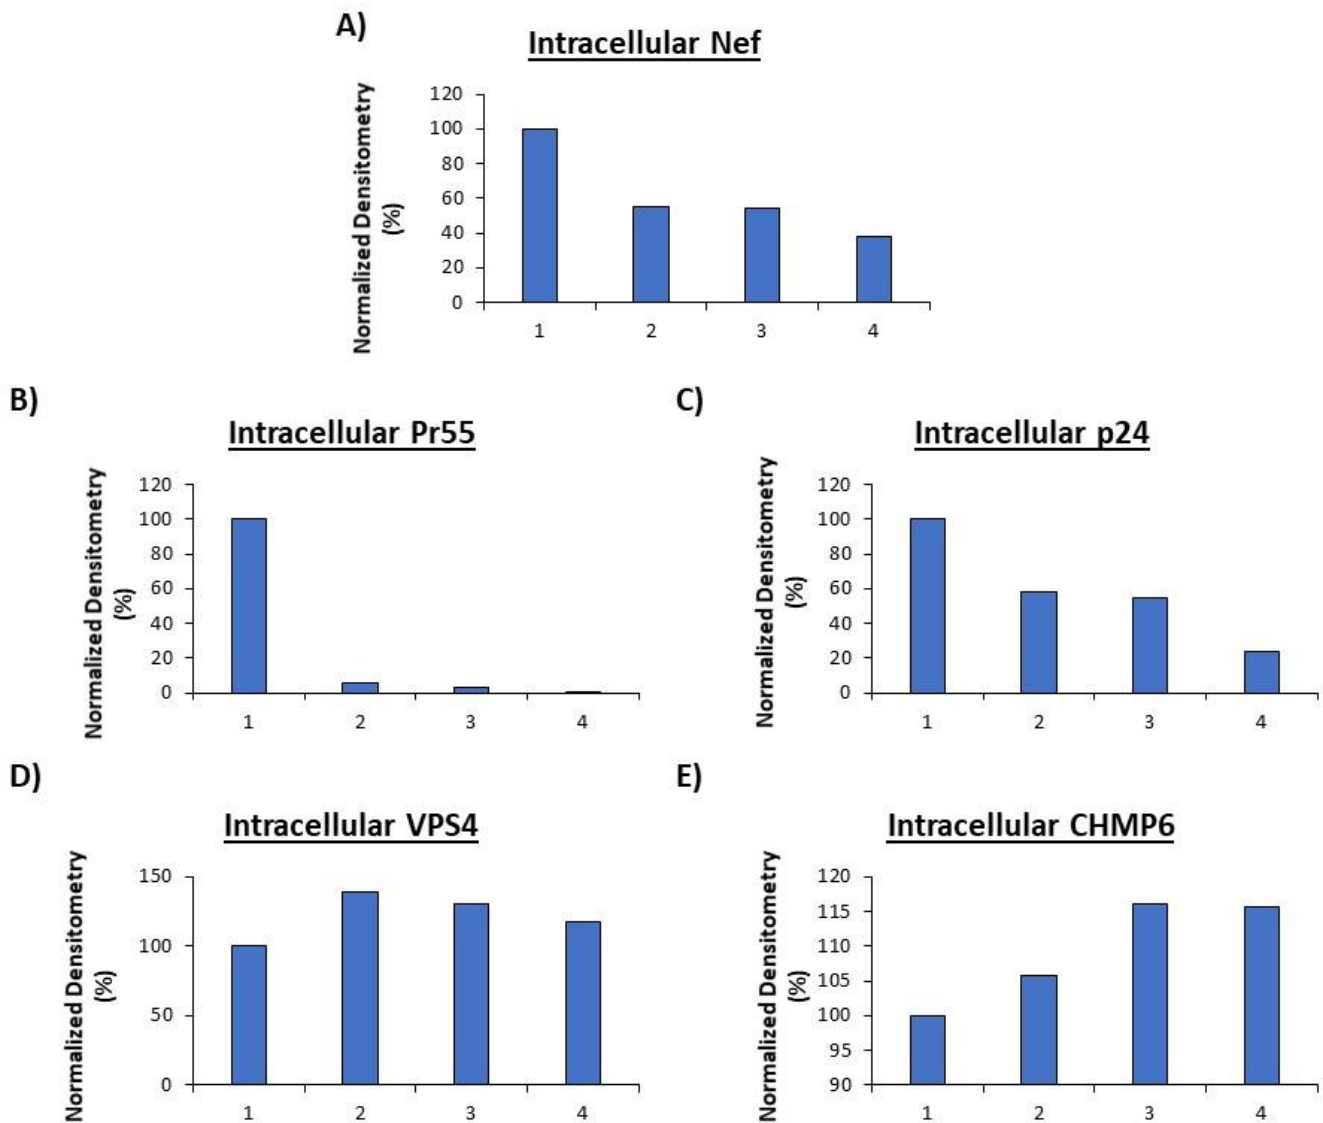 A)
Intracellular Nef
Normalized Densitometry
(%)
120
100
80
60
40
20
0
1 2 3 4
B)
Intracellular Pr55
Normalized Densitometry
(%)
120
100
80
60
40
20
0
1 2 3 4
C)
Intracellular p24
Normalized Densitometry
(%)
120
100
80
60
40
20
0
1 2 3 4
D)
Intracellular VPS4
Normalized Densitometry
(%)
150
100
50
0
1 2 3 4
E)
Intracellular CHMP6
Normalized Densitometry
(%)
120
115
110
105
100
95
90
1 2 3 4